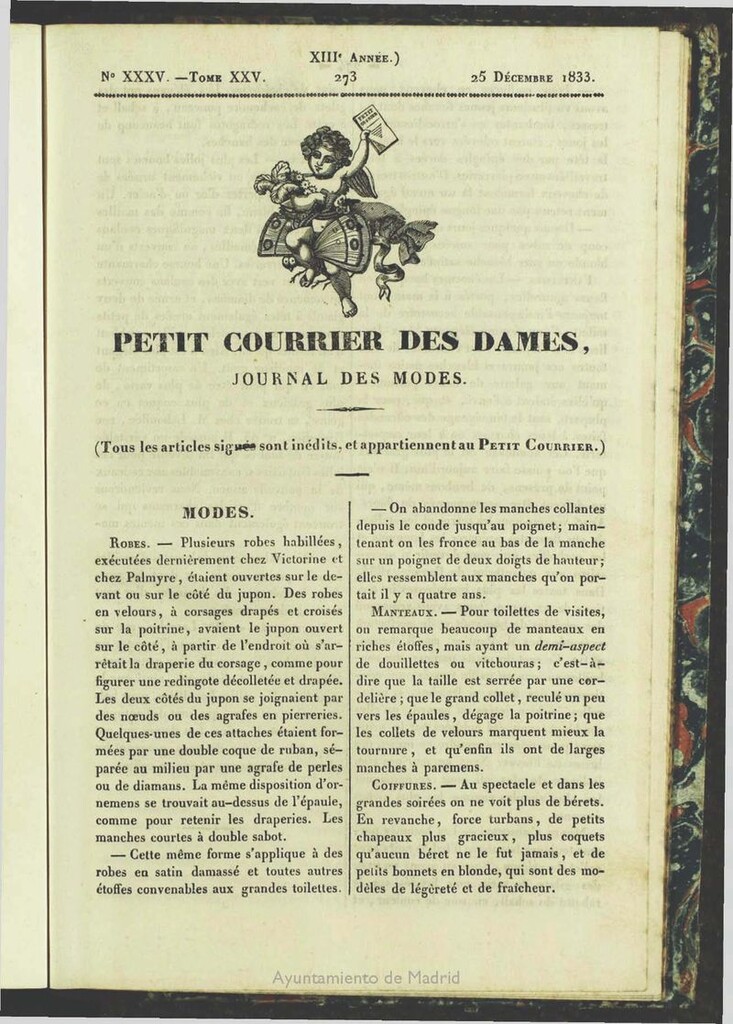 XIIIᵉ Année.)
Nº XXXV. — Tome XXV.
273
25 Décembre 1833.
PETIT
PETIT COURRIER DES DAMES,
JOURNAL DES MODES.
(Tous les articles signés sont inédits, et appartiennent au Petit Courrier.)
MODES.
Robes. — Plusieurs robes habillées,
exécutées dernièrement chez Victorine et
chez Palmyre, étaient ouvertes sur le de-
vant ou sur le côté du jupon. Des robes
en velours, à corsages drapés et croisés
sur la poitrine, avaient le jupon ouvert
sur le côté, à partir de l'endroit où s'ar-
rêtait la draperie du corsage, comme pour
figurer une redingote décolletée et drapée.
Les deux côtés du jupon se joignaient par
des nœuds ou des agrafes en pierreries.
Quelques-unes de ces attaches étaient for-
mées par une double coque de ruban, sé-
parée au milieu par une agrafe de perles
ou de diamans. La même disposition d'or-
nemens se trouvait au-dessus de l'épaule,
comme pour retenir les draperies. Les
manches courtes à double sabot.
— Cette même forme s'applique à des
robes en satin damassé et toutes autres
étoffes convenables aux grandes toilettes.
— On abandonne les manches collantes
depuis le coude jusqu'au poignet; main-
tenant on les fronce au bas de la manche
sur un poignet de deux doigts de hauteur;
elles ressemblent aux manches qu'on por-
tait il y a quatre ans.
Manteaux. — Pour toilettes de visites,
on remarque beaucoup de manteaux en
riches étoffes, mais ayant un demi-aspect
de douillettes ou vitchouras; c'est-à-
dire que la taille est serrée par une cor-
delière; que le grand collet, reculé un peu
vers les épaules, dégage la poitrine; que
les collets de velours marquent mieux la
tournure, et qu'enfin ils ont de larges
manches à paremens.
Coiffures. — Au spectacle et dans les
grandes soirées on ne voit plus de bérets.
En revanche, force turbans, de petits
chapeaux plus gracieux, plus coquets
qu'aucun béret ne le fut jamais, et de
petits bonnets en blonde, qui sont des mo-
dèles de légèreté et de fraîcheur.
Ayuntamiento de Madrid